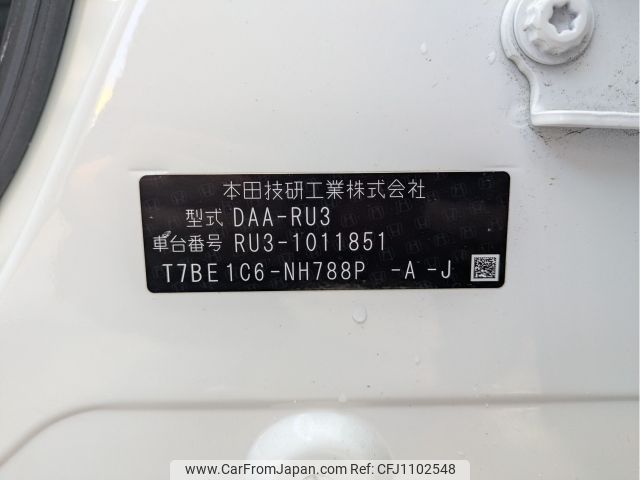 本田技研工業株式会社
型式 DAA-RU3
車台番号 RU3-1011851
T7BE1C6-NH788P -A -J
www.CarFromJapan.com - CFJ1102548